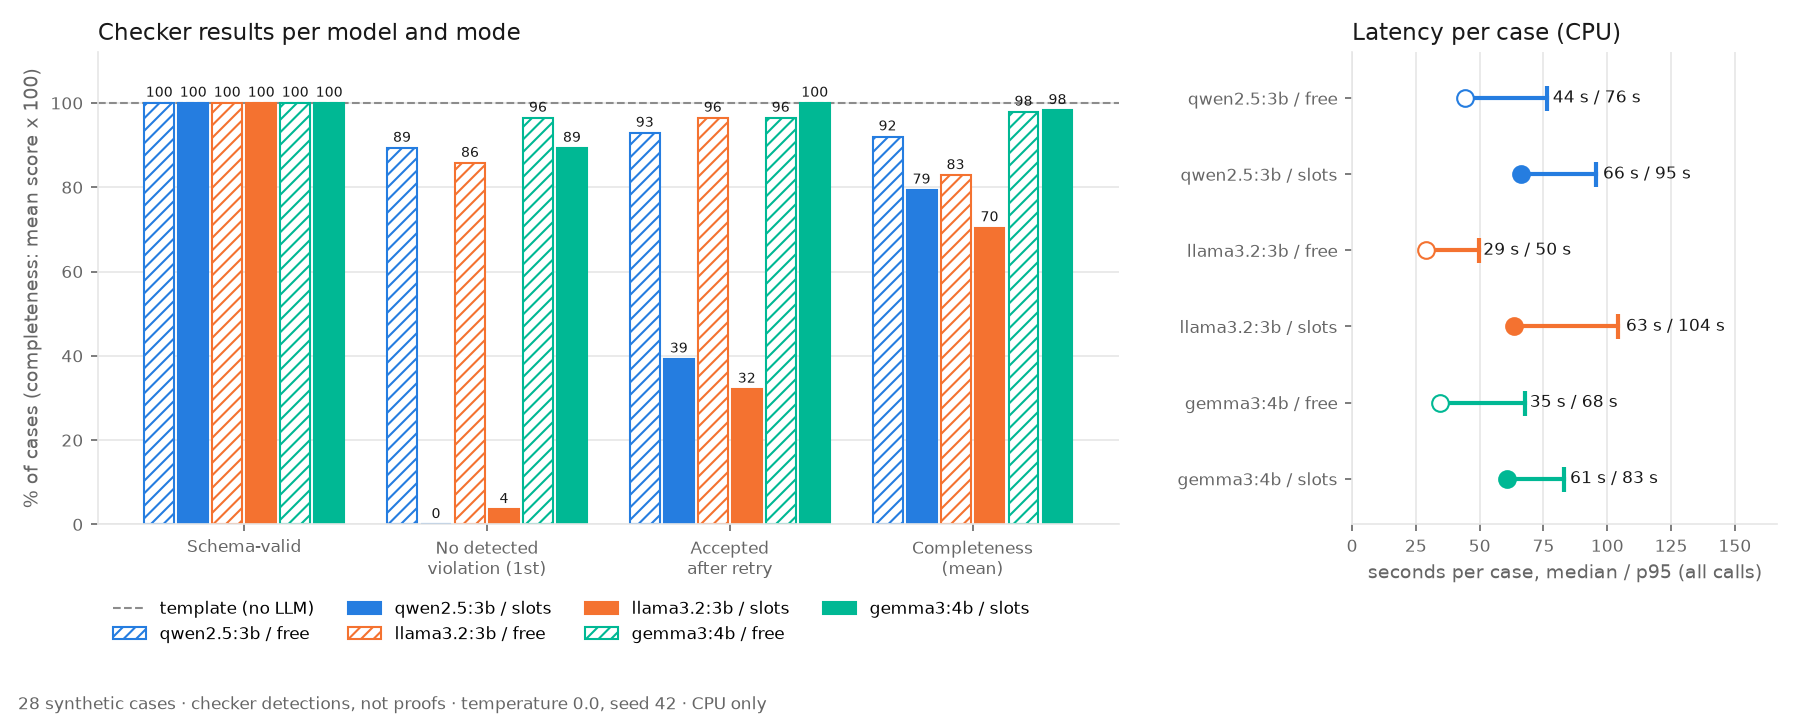 Checker results per model and mode
% of cases (completeness: mean score x 100)
100
80
60
40
20
0
100 100 100 100 100 100
89 0 86 4 96 89
93 39 96 32 96 100
92 79 83 70 98 98
Schema-valid
No detected
violation (1st)
Accepted
after retry
Completeness
(mean)
template (no LLM)
qwen2.5:3b / free
qwen2.5:3b / slots
llama3.2:3b / free
llama3.2:3b / slots
gemma3:4b / free
gemma3:4b / slots
Latency per case (CPU)
qwen2.5:3b / free 44 s / 76 s
qwen2.5:3b / slots 66 s / 95 s
llama3.2:3b / free 29 s / 50 s
llama3.2:3b / slots 63 s / 104 s
gemma3:4b / free 35 s / 68 s
gemma3:4b / slots 61 s / 83 s
0 25 50 75 100 125 150
seconds per case, median / p95 (all calls)
28 synthetic cases · checker detections, not proofs · temperature 0.0, seed 42 · CPU only